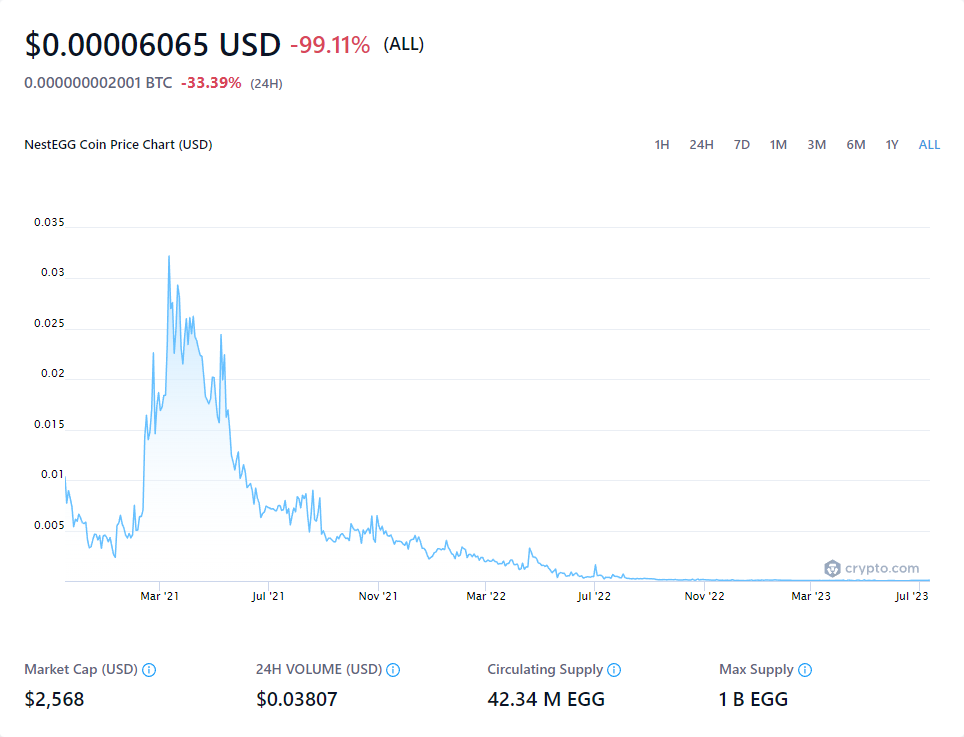 $0.00006065 USD -99.11% (ALL)
0.000000002001 BTC -33.39% (24H)
NestEGG Coin Price Chart (USD) 1H 24H 7D 1M 3M 6M 1Y ALL
0.035
0.03
0.025
0.02
0.015
0.01
0.005
crypto.com
Mar '21 Jul '21 Nov '21 Mar '22 Jul '22 Nov '22 Mar '23 Jul '23
Market Cap (USD) 24H VOLUME (USD) Circulating Supply Max Supply
$2,568 $0.03807 42.34 M EGG 1 B EGG